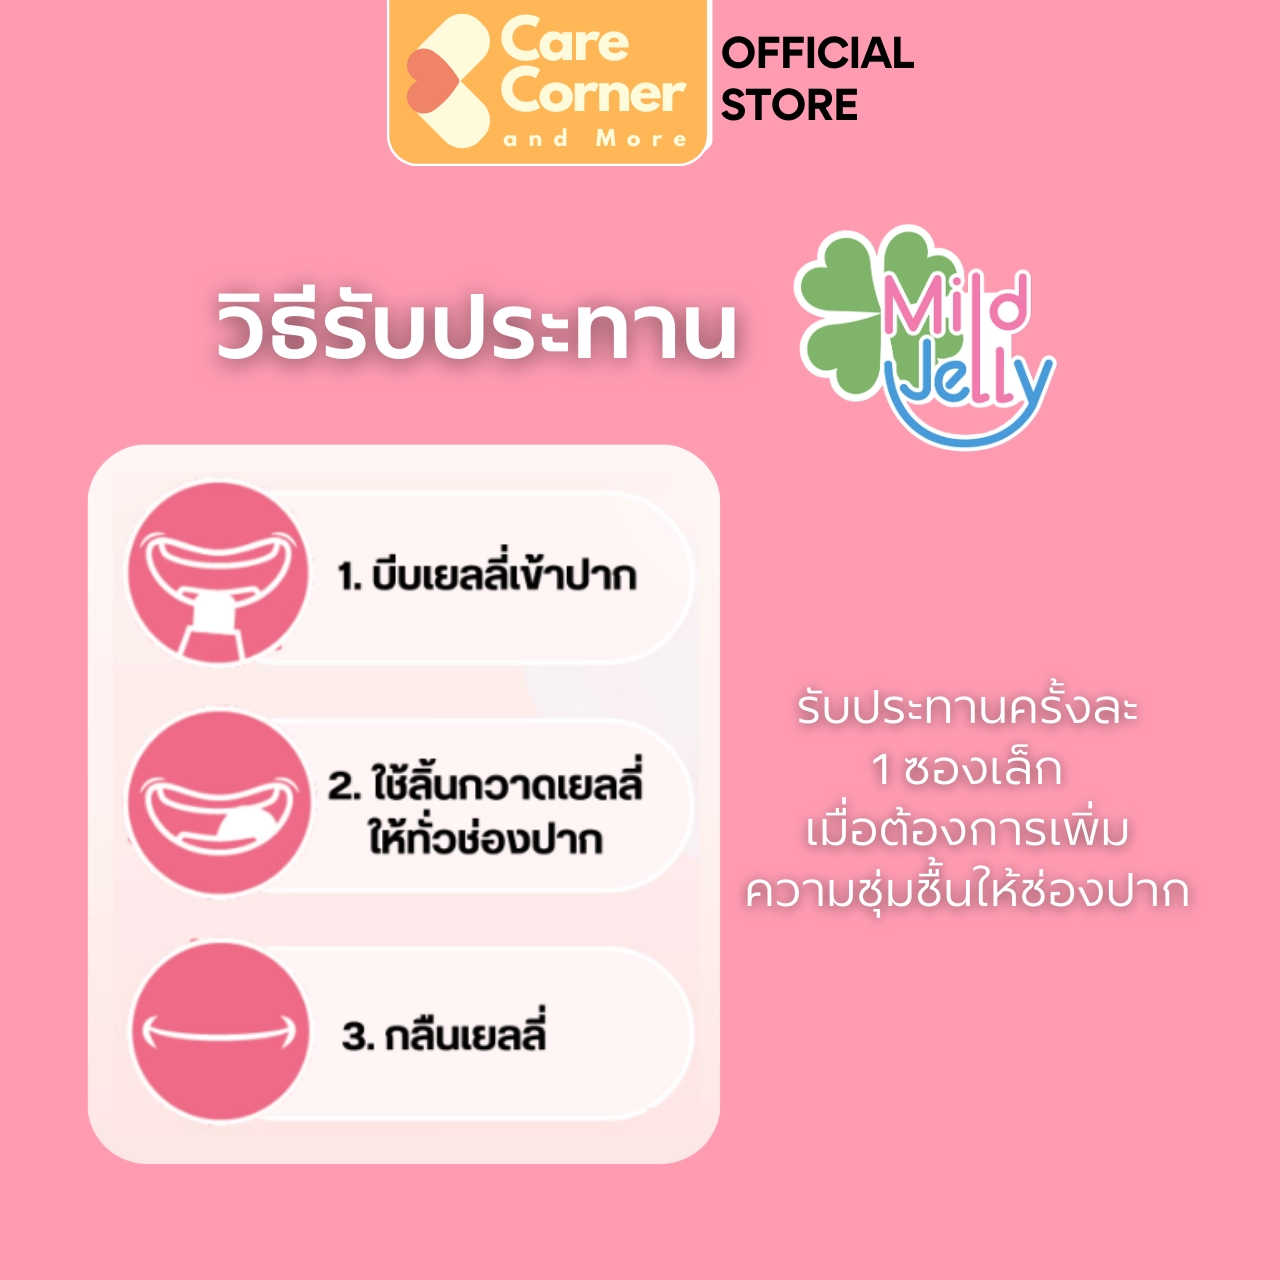 Care
Corner
and More
OFFICIAL
STORE
วิธีรับประทาน
Mild
Jelly
1. บีบเยลลี่เข้าปาก
2. ใช้ลิ้นกวาดเยลลี่
ให้ทั่วช่องปาก
3. กลืนเยลลี่
รับประทานครั้งละ
1 ซองเล็ก
เมื่อต้องการเพิ่ม
ความชุ่มชื้นให้ช่องปาก